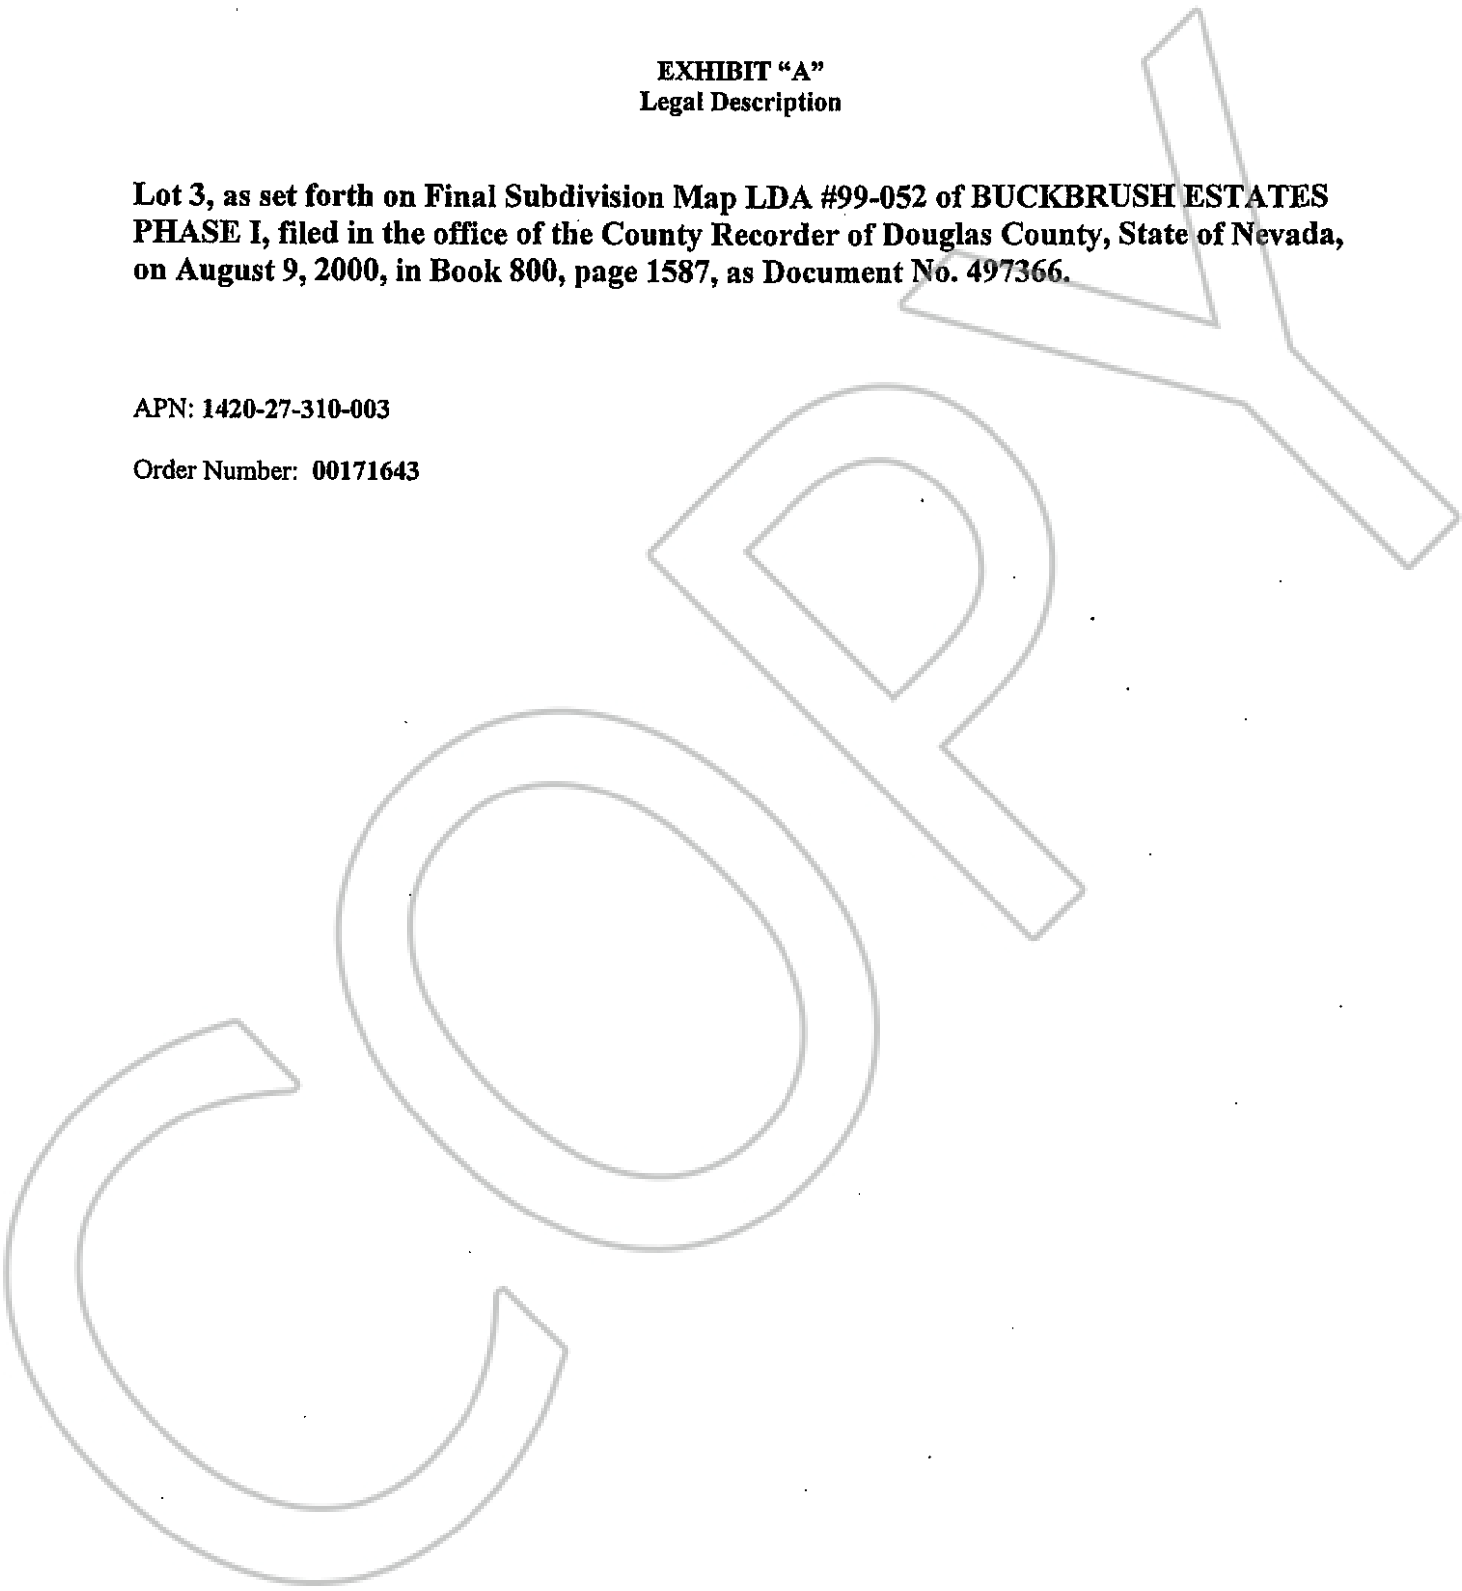 EXHIBIT “A”
Legal Description
Lot 3, as set forth on Final Subdivision Map LDA #99-052 of BUCKBRUSH ESTATES
PHASE I, filed in the office of the County Recorder of Douglas County, State of Nevada,
on August 9, 2000, in Book 800, page 1587, as Document No. 497366.
APN: 1420-27-310-003
Order Number: 00171643
COPY